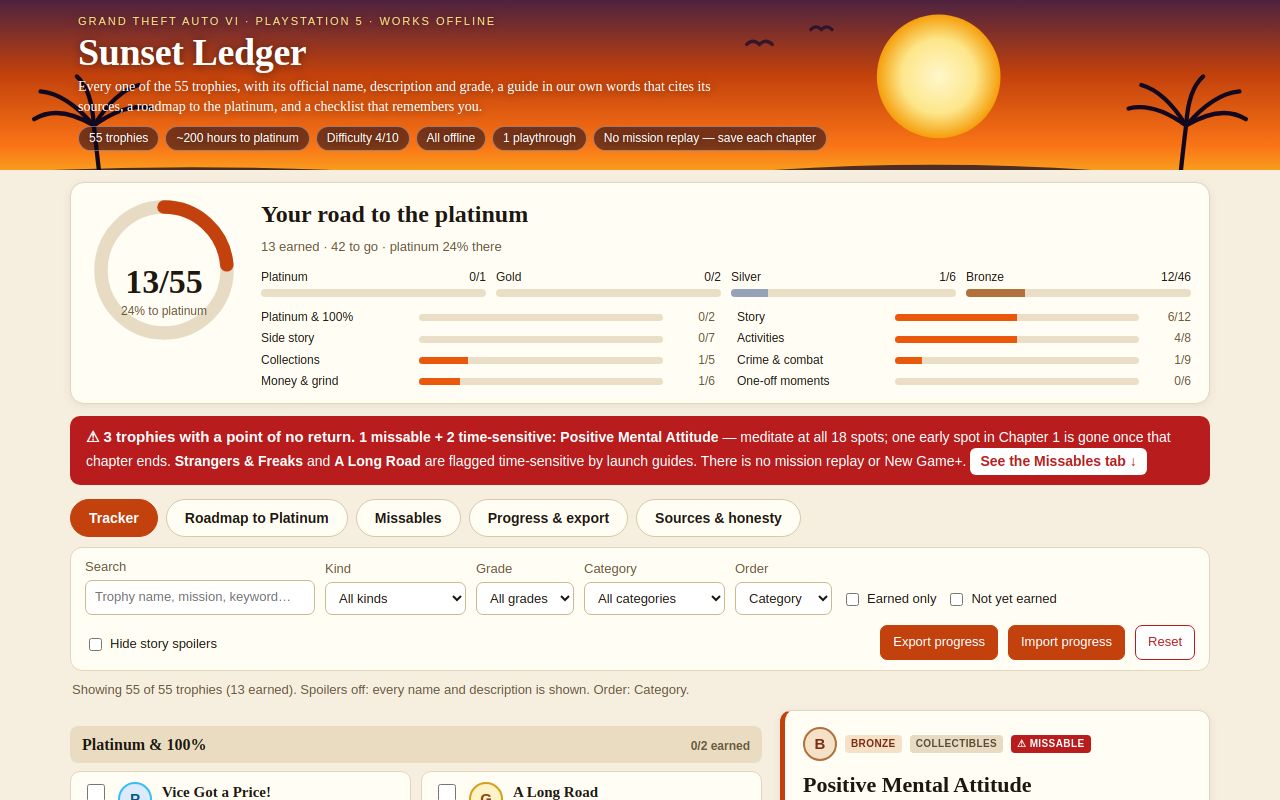 GRAND THEFT AUTO VI · PLAYSTATION 5 · WORKS OFFLINE
Sunset Ledger
Every one of the 55 trophies, with its official name, description and grade, a guide in our own words that cites its
sources, a roadmap to the platinum, and a checklist that remembers you.
55 trophies
~200 hours to platinum
Difficulty 4/10
All offline
1 playthrough
No mission replay — save each chapter
13/55
24% to platinum
Your road to the platinum
13 earned · 42 to go · platinum 24% there
Platinum 0/1
Gold 0/2
Silver 1/6
Bronze 12/46
Platinum & 100% 0/2
Story 6/12
Side story 0/7
Activities 4/8
Collections 1/5
Crime & combat 1/9
Money & grind 1/6
One-off moments 0/6
⚠ 3 trophies with a point of no return. 1 missable + 2 time-sensitive: Positive Mental Attitude — meditate at all 18 spots; one early spot in Chapter 1 is gone once that
chapter ends. Strangers & Freaks and A Long Road are flagged time-sensitive by launch guides. There is no mission replay or New Game+. See the Missables tab ↓
Tracker
Roadmap to Platinum
Missables
Progress & export
Sources & honesty
Search
Kind
Grade
Category
Order
Trophy name, mission, keyword…
All kinds
All grades
All categories
Category
Earned only
Not yet earned
Hide story spoilers
Export progress
Import progress
Reset
Showing 55 of 55 trophies (13 earned). Spoilers off: every name and description is shown. Order: Category.
Platinum & 100%
0/2 earned
P
Vice Got a Price!
G
A Long Road
B
BRONZE
COLLECTIBLES
⚠ MISSABLE
Positive Mental Attitude